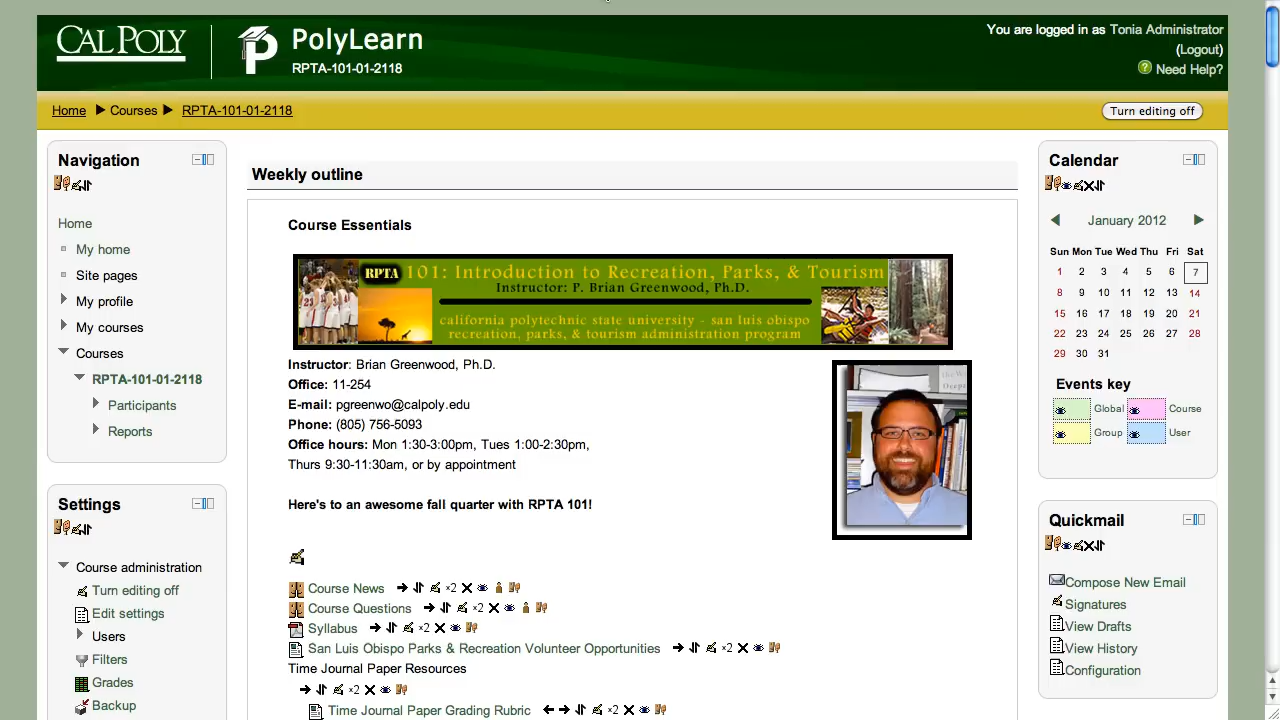 CAL POLY
PolyLearn
RPTA-101-01-2118
You are logged in as Tonia Administrator
(Logout)
Need Help?
Home Courses RPTA-101-01-2118
Turn editing off
Navigation
Home
My home
Site pages
My profile
My courses
Courses
RPTA-101-01-2118
Participants
Reports
Settings
Course administration
Turn editing off
Edit settings
Users
Filters
Grades
Backup
Weekly outline
Course Essentials
RPTA 101: Introduction to Recreation, Parks, & Tourism
Instructor: P. Brian Greenwood, Ph.D.
california polytechnic state university - san luis obispo
recreation, parks, & tourism administration program
Instructor: Brian Greenwood, Ph.D.
Office: 11-254
E-mail: pgreenwo@calpoly.edu
Phone: (805) 756-5093
Office hours: Mon 1:30-3:00pm, Tues 1:00-2:30pm,
Thurs 9:30-11:30am, or by appointment
Here's to an awesome fall quarter with RPTA 101!
Course News ×2
Course Questions ×2
Syllabus ×2
San Luis Obispo Parks & Recreation Volunteer Opportunities ×2
Time Journal Paper Resources
×2
Time Journal Paper Grading Rubric ×2
Calendar
January 2012
Sun Mon Tue Wed Thu Fri Sat
1 2 3 4 5 6 7
8 9 10 11 12 13 14
15 16 17 18 19 20 21
22 23 24 25 26 27 28
29 30 31
Events key
Global Course
Group User
Quickmail
Compose New Email
Signatures
View Drafts
View History
Configuration